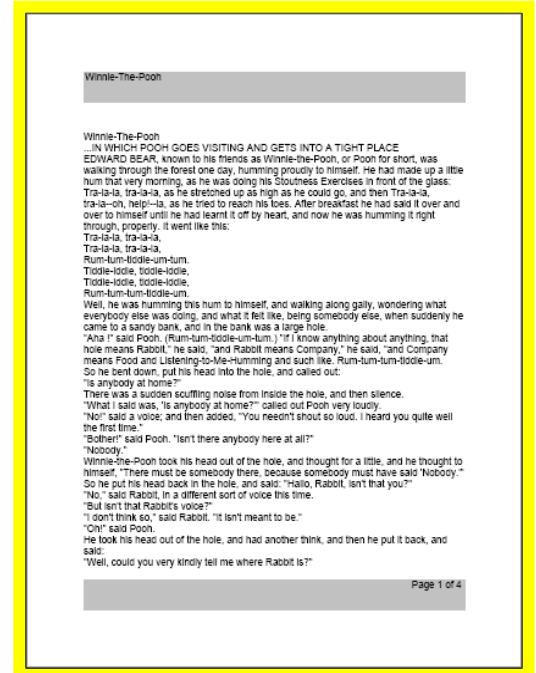 Winnie-The-Pooh
Winnie-The-Pooh
...IN WHICH POOH GOES VISITING AND GETS INTO A TIGHT PLACE
EDWARD BEAR, known to his friends as Winnie-the-Pooh, or Pooh for short, was
walking through the forest one day, humming proudly to himself. He had made up a little
hum that very morning, as he was doing his Stoutness Exercises in front of the glass:
Tra-la-la, tra-la-la, as he stretched up as high as he could go, and then Tra-la-la,
tra-la--oh, help!--la, as he tried to reach his toes. After breakfast he had said it over and
over to himself until he had learnt it off by heart, and now he was humming it right
through, properly. It went like this:
Tra-la-la, tra-la-la,
Tra-la-la, tra-la-la,
Rum-tum-tiddle-um-tum.
Tiddle-iddle, tiddle-iddle,
Tiddle-iddle, tiddle-iddle,
Rum-tum-tum-tiddle-um.
Well, he was humming this hum to himself, and walking along gaily, wondering what
everybody else was doing, and what it felt like, being somebody else, when suddenly he
came to a sandy bank, and in the bank was a large hole.
"Aha !" said Pooh. (Rum-tum-tiddle-um-tum.) "If I know anything about anything, that
hole means Rabbit," he said, "and Rabbit means Company," he said, "and Company
means Food and Listening-to-Me-Humming and such like. Rum-tum-tum-tiddle-um.
So he bent down, put his head into the hole, and called out:
"Is anybody at home?"
There was a sudden scuffling noise from inside the hole, and then silence.
"What I said was, 'Is anybody at home?'" called out Pooh very loudly.
"No!" said a voice; and then added, "You needn't shout so loud. I heard you quite well
the first time."
"Bother!" said Pooh. "Isn't there anybody here at all?"
"Nobody."
Winnie-the-Pooh took his head out of the hole, and thought for a little, and he thought to
himself, "There must be somebody there, because somebody must have said 'Nobody.'"
So he put his head back in the hole, and said: "Hallo, Rabbit, isn't that you?"
"No," said Rabbit, in a different sort of voice this time.
"But isn't that Rabbit's voice?"
"I don't think so," said Rabbit. "It isn't meant to be."
"Oh!" said Pooh.
He took his head out of the hole, and had another think, and then he put it back, and
said:
"Well, could you very kindly tell me where Rabbit is?"
Page 1 of 4